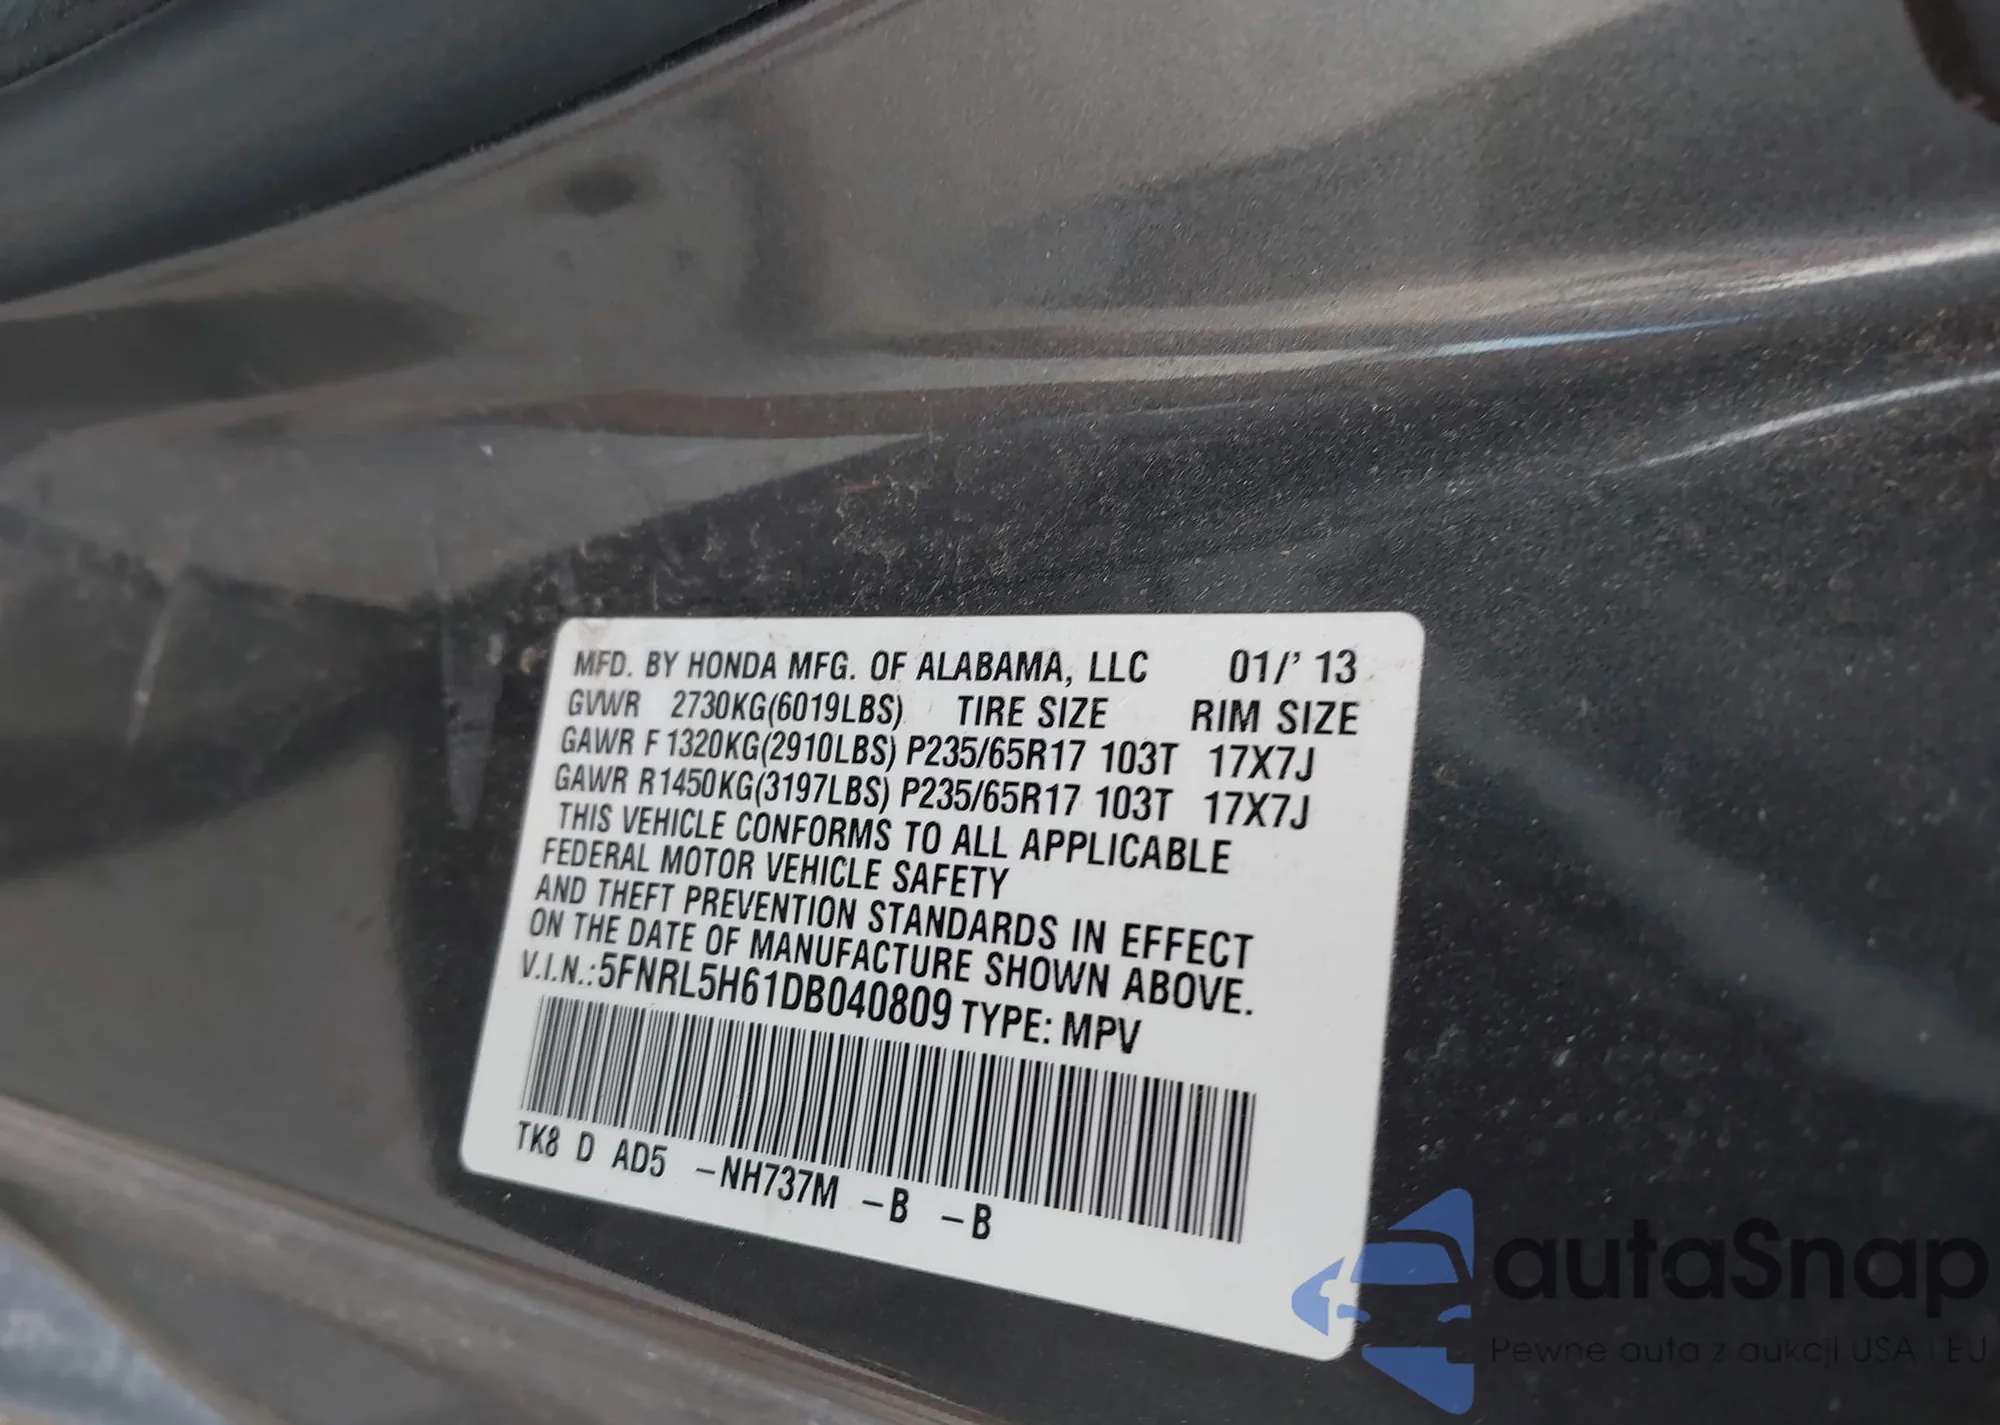 MFD. BY HONDA MFG. OF ALABAMA, LLC 01/' 13
GVWR 2730KG(6019LBS) TIRE SIZE RIM SIZE
GAWR F 1320KG(2910LBS) P235/65R17 103T 17X7J
GAWR R1450KG(3197LBS) P235/65R17 103T 17X7J
THIS VEHICLE CONFORMS TO ALL APPLICABLE
FEDERAL MOTOR VEHICLE SAFETY
AND THEFT PREVENTION STANDARDS IN EFFECT
ON THE DATE OF MANUFACTURE SHOWN ABOVE.
V.I.N.:5FNRL5H61DB040809 TYPE: MPV
TK8 D AD5 -NH737M -B -B
autaSnap
Pewne auta z aukcji USA i EU